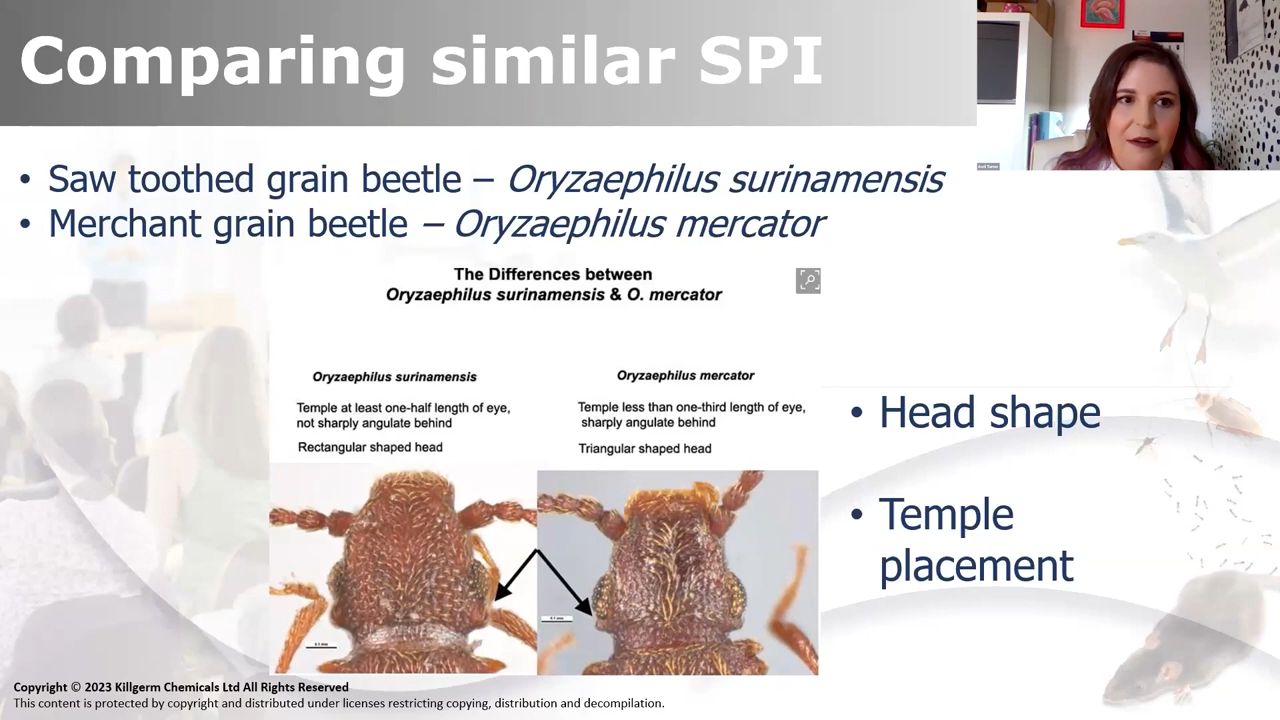 Comparing similar SPI
• Saw toothed grain beetle – Oryzaephilus surinamensis
• Merchant grain beetle – Oryzaephilus mercator
The Differences between
Oryzaephilus surinamensis & O. mercator
Oryzaephilus surinamensis
Temple at least one-half length of eye,
not sharply angulate behind
Rectangular shaped head
Oryzaephilus mercator
Temple less than one-third length of eye,
sharply angulate behind
Triangular shaped head
• Head shape
• Temple
placement
Copyright © 2023 Killgerm Chemicals Ltd All Rights Reserved
This content is protected by copyright and distributed under licenses restricting copying, distribution and decompilation.